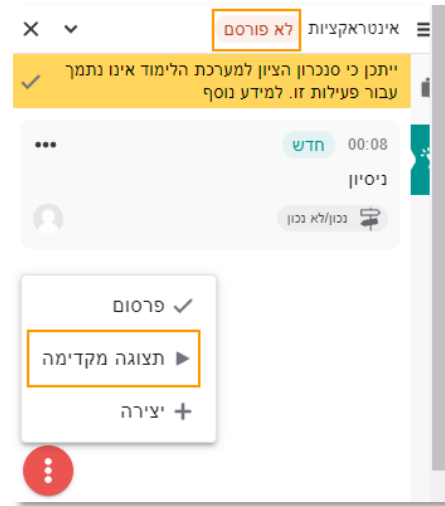 אינטראקציות לא פורסם
ייתכן כי סנכרון הציון למערכת הלימוד אינו נתמך
עבור פעילות זו. למידע נוסף
00:08 חדש
ניסיון
נכון/לא נכון
פרסום
תצוגה מקדימה
יצירה